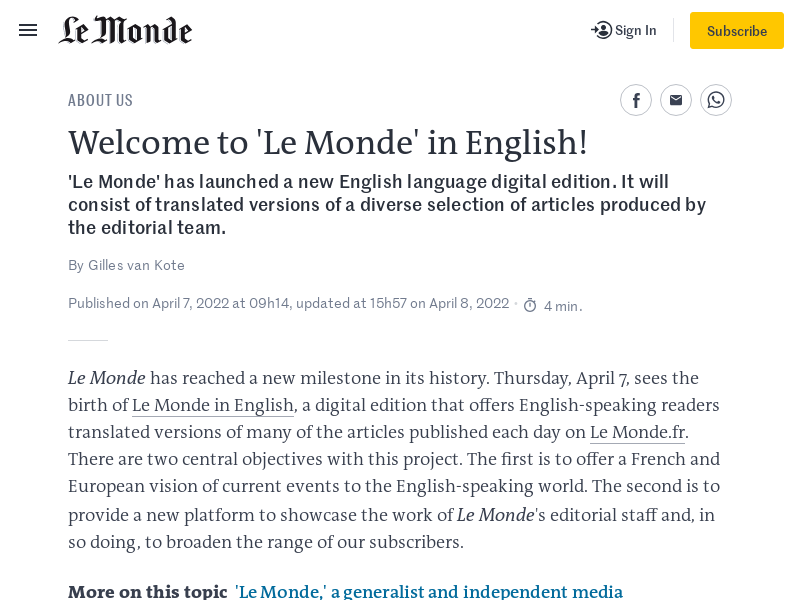 Le Monde
Sign In
Subscribe
ABOUT US
Welcome to 'Le Monde' in English!
'Le Monde' has launched a new English language digital edition. It will
consist of translated versions of a diverse selection of articles produced by
the editorial team.
By Gilles van Kote
Published on April 7, 2022 at 09h14, updated at 15h57 on April 8, 2022 · 4 min.
Le Monde has reached a new milestone in its history. Thursday, April 7, sees the
birth of Le Monde in English, a digital edition that offers English-speaking readers
translated versions of many of the articles published each day on Le Monde.fr.
There are two central objectives with this project. The first is to offer a French and
European vision of current events to the English-speaking world. The second is to
provide a new platform to showcase the work of Le Monde's editorial staff and, in
so doing, to broaden the range of our subscribers.
More on this topic 'Le Monde,' a generalist and independent media